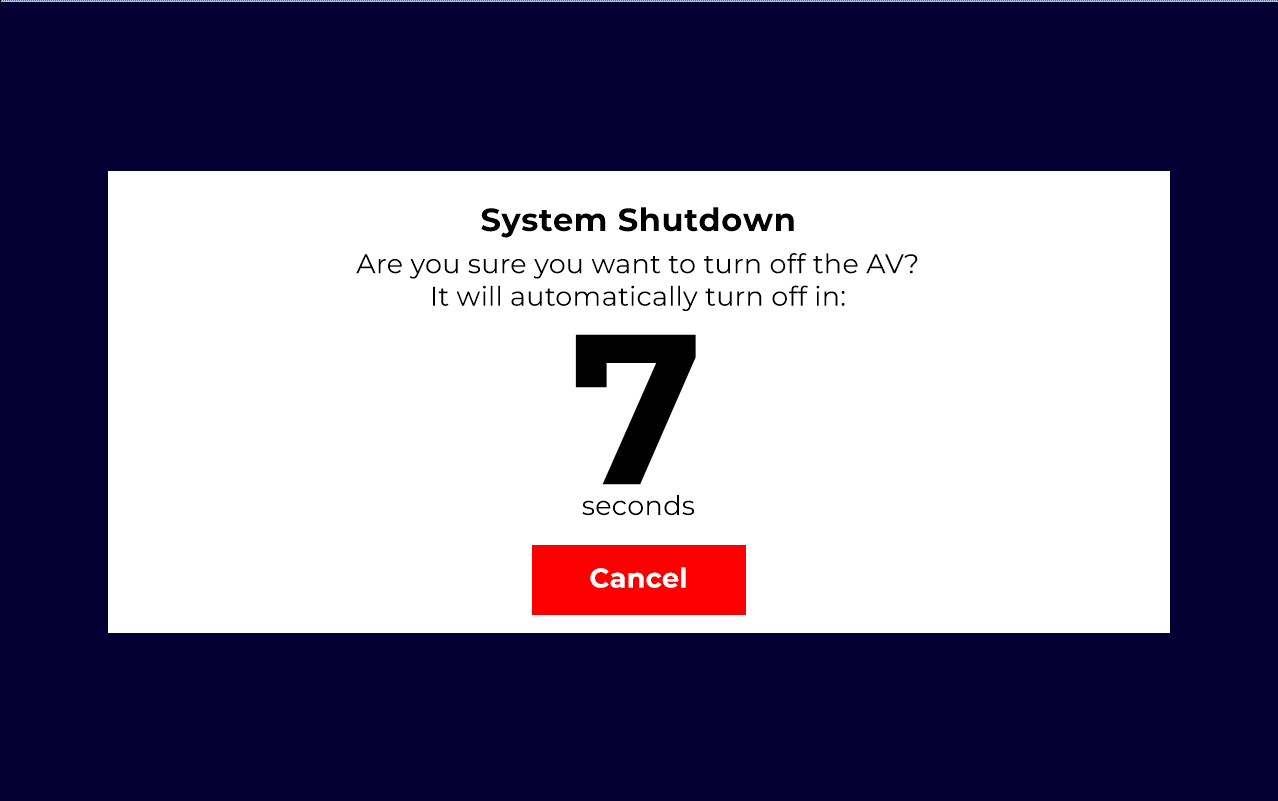 System Shutdown
Are you sure you want to turn off the AV?
It will automatically turn off in:
7
seconds
Cancel